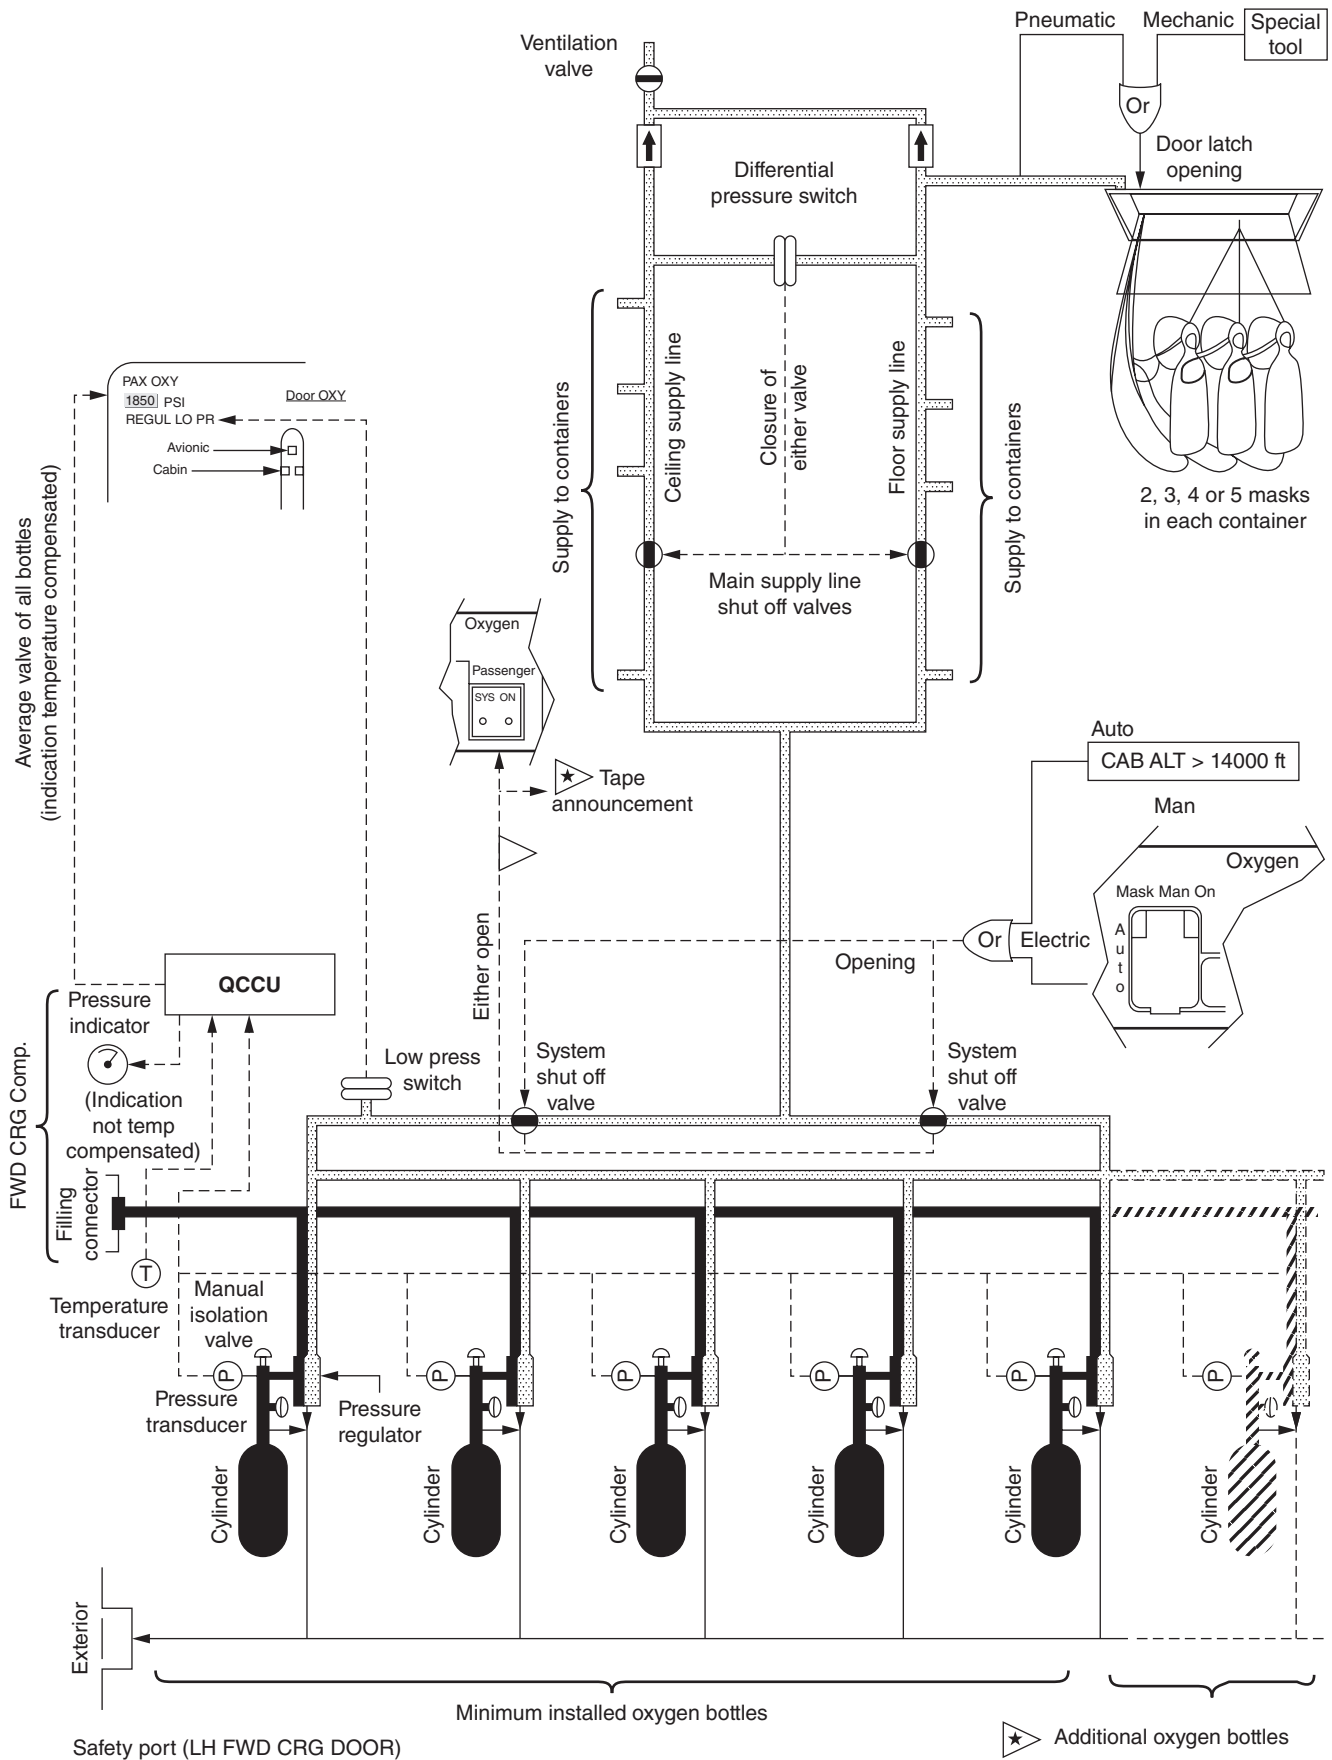 Pneumatic
Mechanic
Special
tool
Or
Door latch
opening
Ventilation
valve
Differential
pressure switch
2, 3, 4 or 5 masks
in each container
Supply to containers
Ceiling supply line
Closure of
either valve
Floor supply line
Supply to containers
Main supply line
shut off valves
PAX OXY
1850 PSI
REGUL LO PR
Door OXY
Avionic
Cabin
Average valve of all bottles
(indication temperature compensated)
Oxygen
Passenger
SYS ON
Tape
announcement
Either open
Auto
CAB ALT > 14000 ft
Man
Oxygen
Mask Man On
Auto
Or
Electric
Opening
QCCU
Pressure
indicator
(Indication
not temp
compensated)
FWD CRG Comp.
Filling
connector
Low press
switch
System
shut off
valve
System
shut off
valve
T
Temperature
transducer
Manual
isolation
valve
P
P
P
P
P
P
Pressure
transducer
Pressure
regulator
Cylinder
Cylinder
Cylinder
Cylinder
Cylinder
Cylinder
Exterior
Minimum installed oxygen bottles
Additional oxygen bottles
Safety port (LH FWD CRG DOOR)